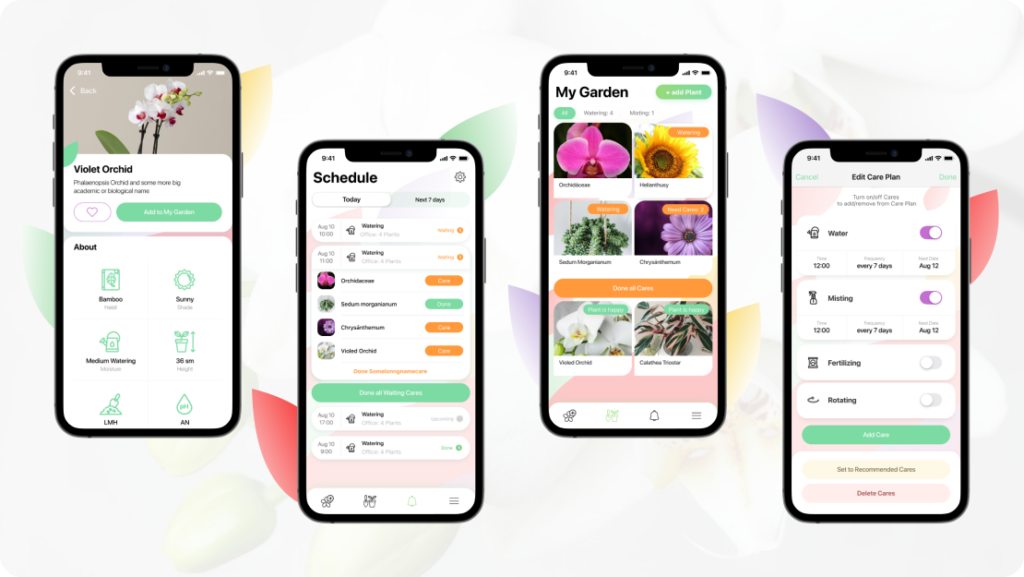 9:41
Back
Violet Orchid
Phalaenopsis Orchid and some more big
academic or biological name
Add to My Garden
About
Bamboo
Habit
Sunny
Shade
Medium Watering
Moisture
36 sm
Height
LMH
pH
AN
9:41
Schedule
Today
Next 7 days
Aug 10
10:00
Watering
Office: 4 Plants
Waiting
Aug 10
11:00
Watering
Office: 4 Plants
Waiting
Orchidaceae
Care
Sedum-morganianum
Done
Chrysánthemum
Care
Violed Orchid
Care
Done Someloningnamecare
Done all Waiting Cares
Aug 10
17:00
Watering
Office: 4 Plants
Upcoming
Aug 10
9:00
Watering
Office: 4 Plants
Done
9:41
My Garden
+ add Plant
All
Watering: 4
Misting: 1
Orchidáceae
Watering
Helianthusy
Watering
Sedum Morganianum
Need Cares: 2
Chrysánthemum
Done all Cares
Plant is happy
Violed Orchid
Plant is happy
Calathea Triostar
9:41
Cancel
Edit Care Plan
Done
Turn on/off Cares
to add/remove from Care Plan
Water
Time
12:00
Frequency
every 7 days
Next Date
Aug 12
Misting
Time
12:00
Frequency
every 7 days
Next Date
Aug 12
Fertilizing
Rotating
Add Care
Set to Recommended Cares
Delete Cares